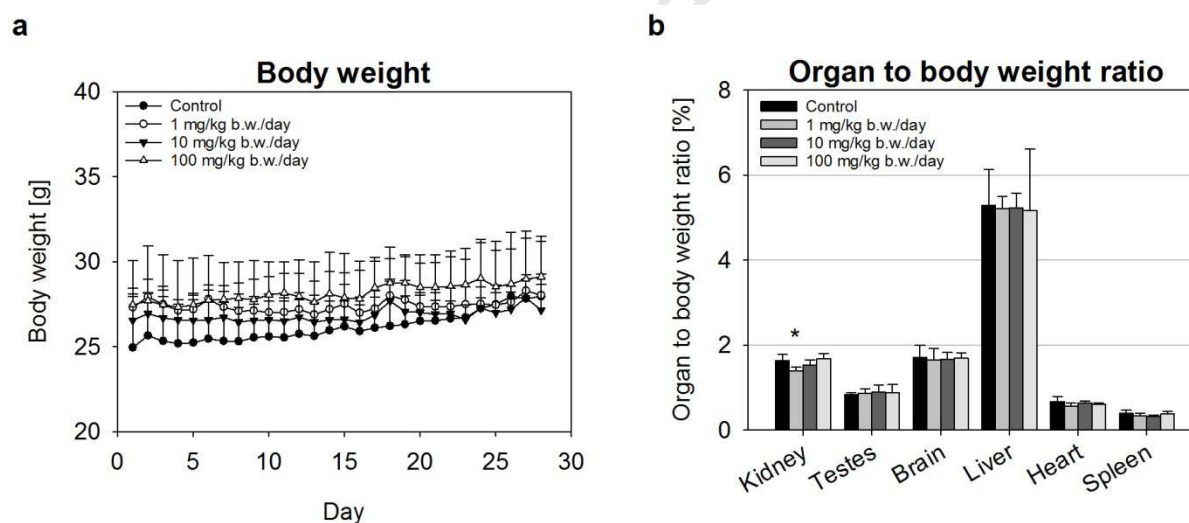 a
Body weight
Control
1 mg/kg b.w./day
10 mg/kg b.w./day
100 mg/kg b.w./day
Body weight [g]
40
35
30
25
20
0
5
10
15
20
25
30
Day
b
Organ to body weight ratio
Control
1 mg/kg b.w./day
10 mg/kg b.w./day
100 mg/kg b.w./day
Organ to body weight ratio [%]
8
6
4
2
0
*
Kidney
Testes
Brain
Liver
Heart
Spleen